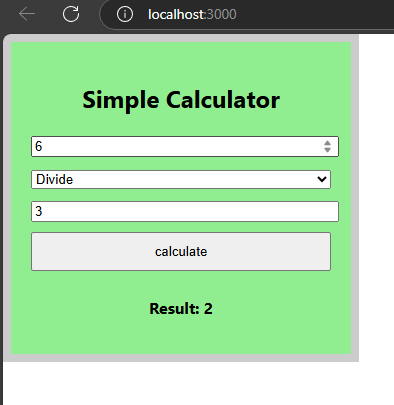 localhost:3000
Simple Calculator
6
Divide
3
calculate
Result: 2